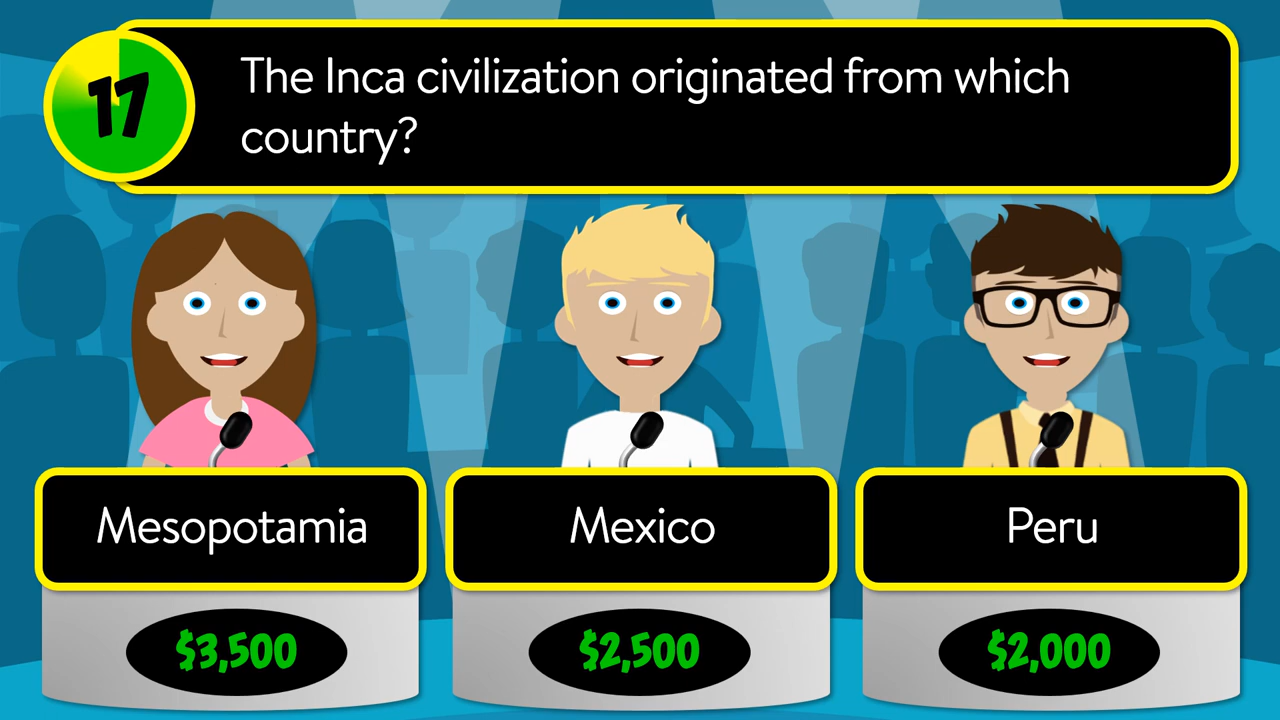 17
The Inca civilization originated from which
country?
Mesopotamia
Mexico
Peru
$3,500
$2,500
$2,000